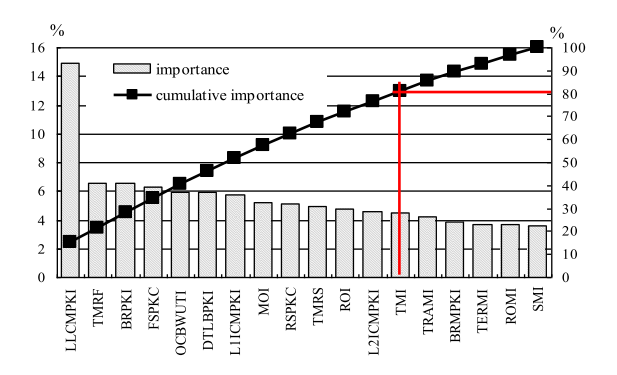 %
%
16
14
12
10
8
6
4
2
0
100
90
80
70
60
50
40
30
20
10
0
importance
cumulative importance
LLCMPKI
TMRF
BRPKI
FSPKC
OCBWUTI
DTLBPKI
L1ICMPKI
MOI
RSPKC
TMRS
ROI
L2ICMPKI
TMI
TRAMI
BRMPKI
TERMI
ROMI
SMI